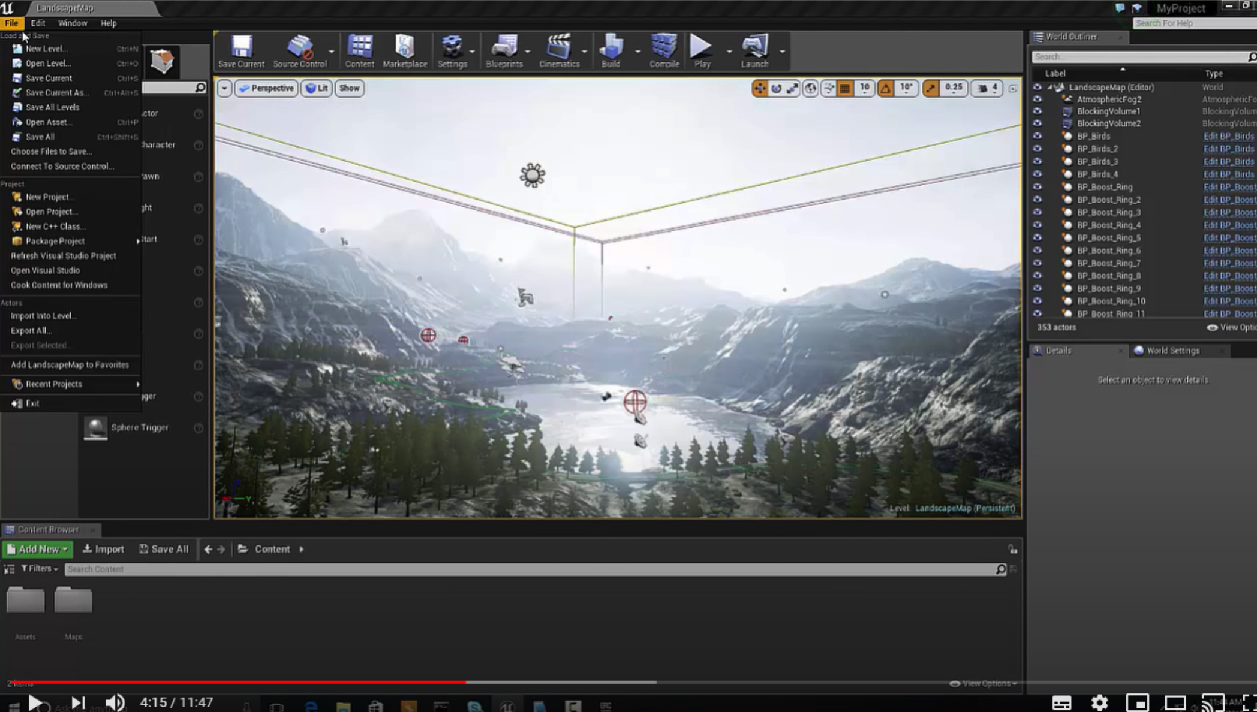 LandscapeMap
MyProject
File Edit Window Help
Search For Help
Load and Save
New Level... Ctrl+N
Open Level... Ctrl+O
Save Current Ctrl+S
Save Current As... Ctrl+Alt+S
Save All Levels
Open Asset... Ctrl+P
Save All Ctrl+Shift+S
Choose Files to Save...
Connect To Source Control...
Project
New Project...
Open Project...
New C++ Class...
Package Project
Refresh Visual Studio Project
Open Visual Studio
Cook Content for Windows
Actors
Import Into Level...
Export All...
Export Selected...
Add LandscapeMap to Favorites
Recent Projects
Exit
Sphere Trigger
Save Current Source Control Content Marketplace Settings Blueprints Cinematics Build Compile Play Launch
Perspective Lit Show
10 10° 0.25 4
Level: LandscapeMap (Persistent)
World Outliner
Search...
Label Type
LandscapeMap (Editor) World
AtmosphericFog2 AtmosphericF
BlockingVolume1 BlockingVolum
BlockingVolume2 BlockingVolum
BP_Birds Edit BP_Birds
BP_Birds_2 Edit BP_Birds
BP_Birds_3 Edit BP_Birds
BP_Birds_4 Edit BP_Birds
BP_Boost_Ring Edit BP_Boost
BP_Boost_Ring_2 Edit BP_Boost
BP_Boost_Ring_3 Edit BP_Boost
BP_Boost_Ring_4 Edit BP_Boost
BP_Boost_Ring_5 Edit BP_Boost
BP_Boost_Ring_6 Edit BP_Boost
BP_Boost_Ring_7 Edit BP_Boost
BP_Boost_Ring_8 Edit BP_Boost
BP_Boost_Ring_9 Edit BP_Boost
BP_Boost_Ring_10 Edit BP_Boost
BP_Boost_Ring_11 Edit BP_Boost
353 actors View Optio
Details World Settings
Select an object to view details.
Content Browser
Add New Import Save All Content
Filters Search Content
Assets Maps
2 items View Options
4:15 / 11:47